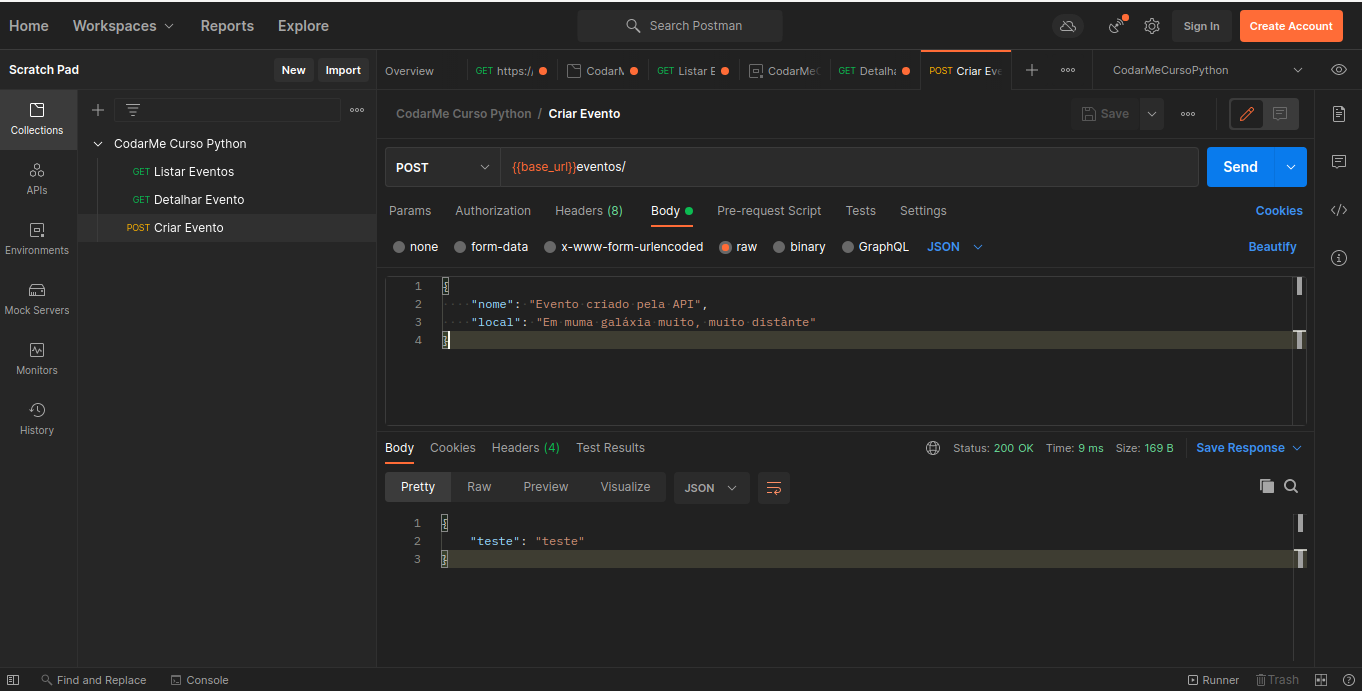 Home Workspaces Reports Explore Search Postman Sign In Create Account
Scratch Pad New Import
Overview GET https:/ CodarM GET Listar E CodarMeC GET Detalha POST Criar Eve CodarMeCursoPython
Collections
APIs
Environments
Mock Servers
Monitors
History
CodarMe Curso Python
GET Listar Eventos
GET Detalhar Evento
POST Criar Evento
CodarMe Curso Python / Criar Evento Save
POST {{base_url}}eventos/ Send
Params Authorization Headers (8) Body Pre-request Script Tests Settings Cookies
none form-data x-www-form-urlencoded raw binary GraphQL JSON Beautify
1 {
2 "nome": "Evento criado pela API",
3 "local": "Em muma galáxia muito, muito distânte"
4 }
Body Cookies Headers (4) Test Results Status: 200 OK Time: 9 ms Size: 169 B Save Response
Pretty Raw Preview Visualize JSON
1 {
2 "teste": "teste"
3 }
Find and Replace Console Runner Trash